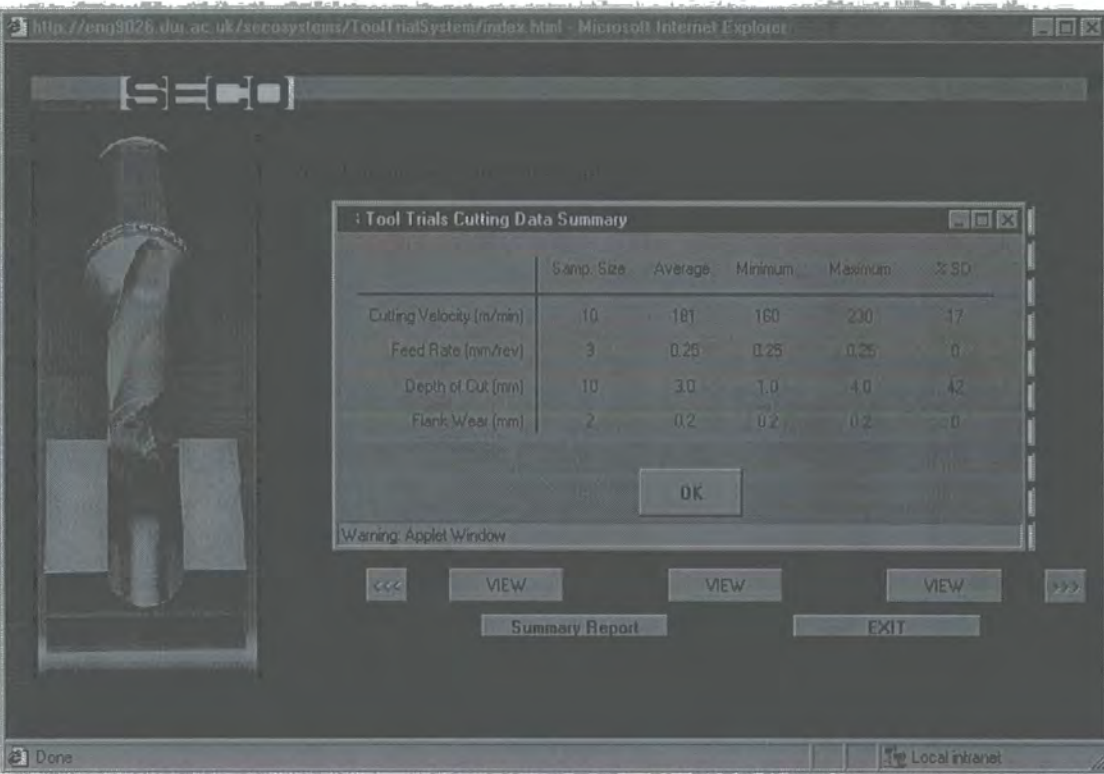 http://eng9026.dur.ac.uk/secosystems/ToolTrialSystem/index.html - Microsoft Internet Explorer
SECO
: Tool Trials Cutting Data Summary
Samp. Size Average Minimum Maximum % SD
Cutting Velocity (m/min) 10 181 160 230 17
Feed Rate (mm/rev) 3 0.25 0.25 0.25 0
Depth of Cut (mm) 10 3.0 1.0 4.0 42
Flank Wear (mm) 2 0.2 0.2 0.2 0
OK
Warning: Applet Window
<<< VIEW VIEW VIEW >>>
Summary Report EXIT
Done Local intranet